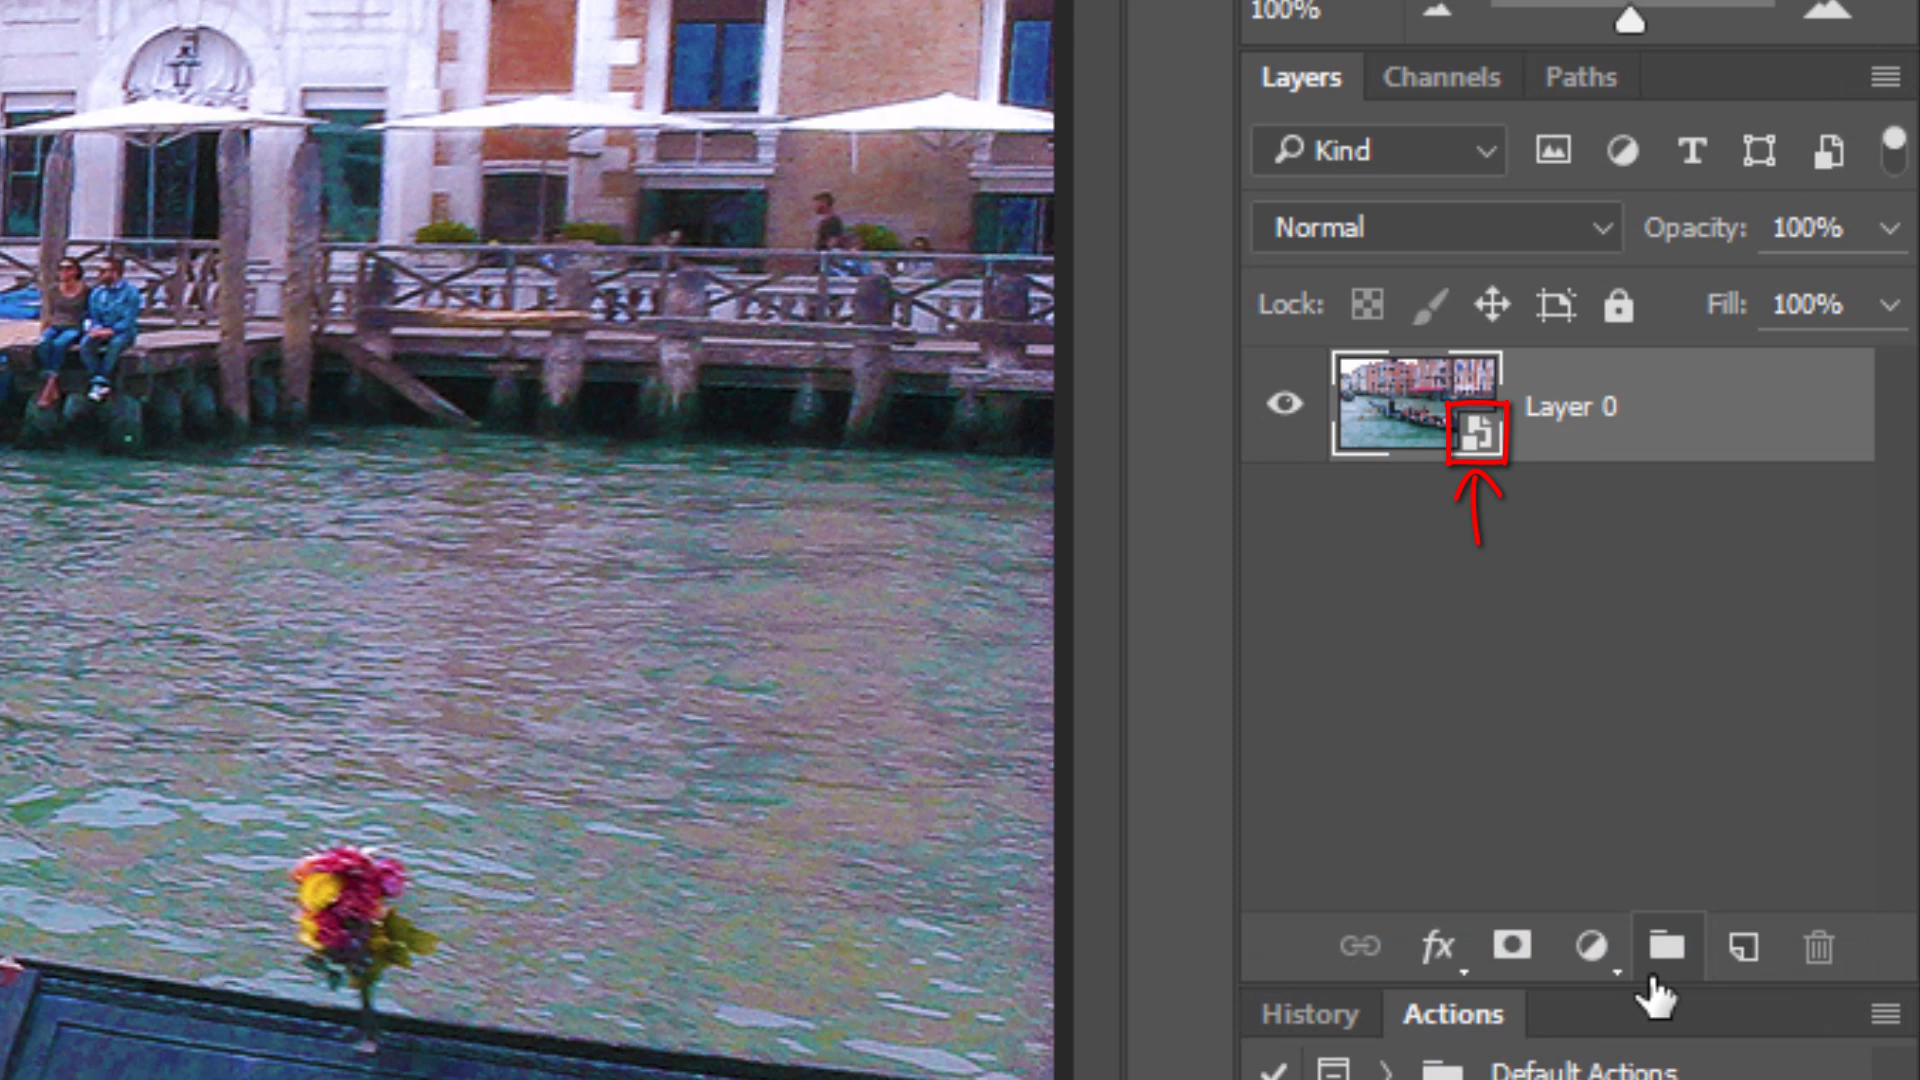 100%
Layers Channels Paths
Kind T
Normal Opacity: 100%
Lock: Fill: 100%
Layer 0
fx
History Actions
Default Actions